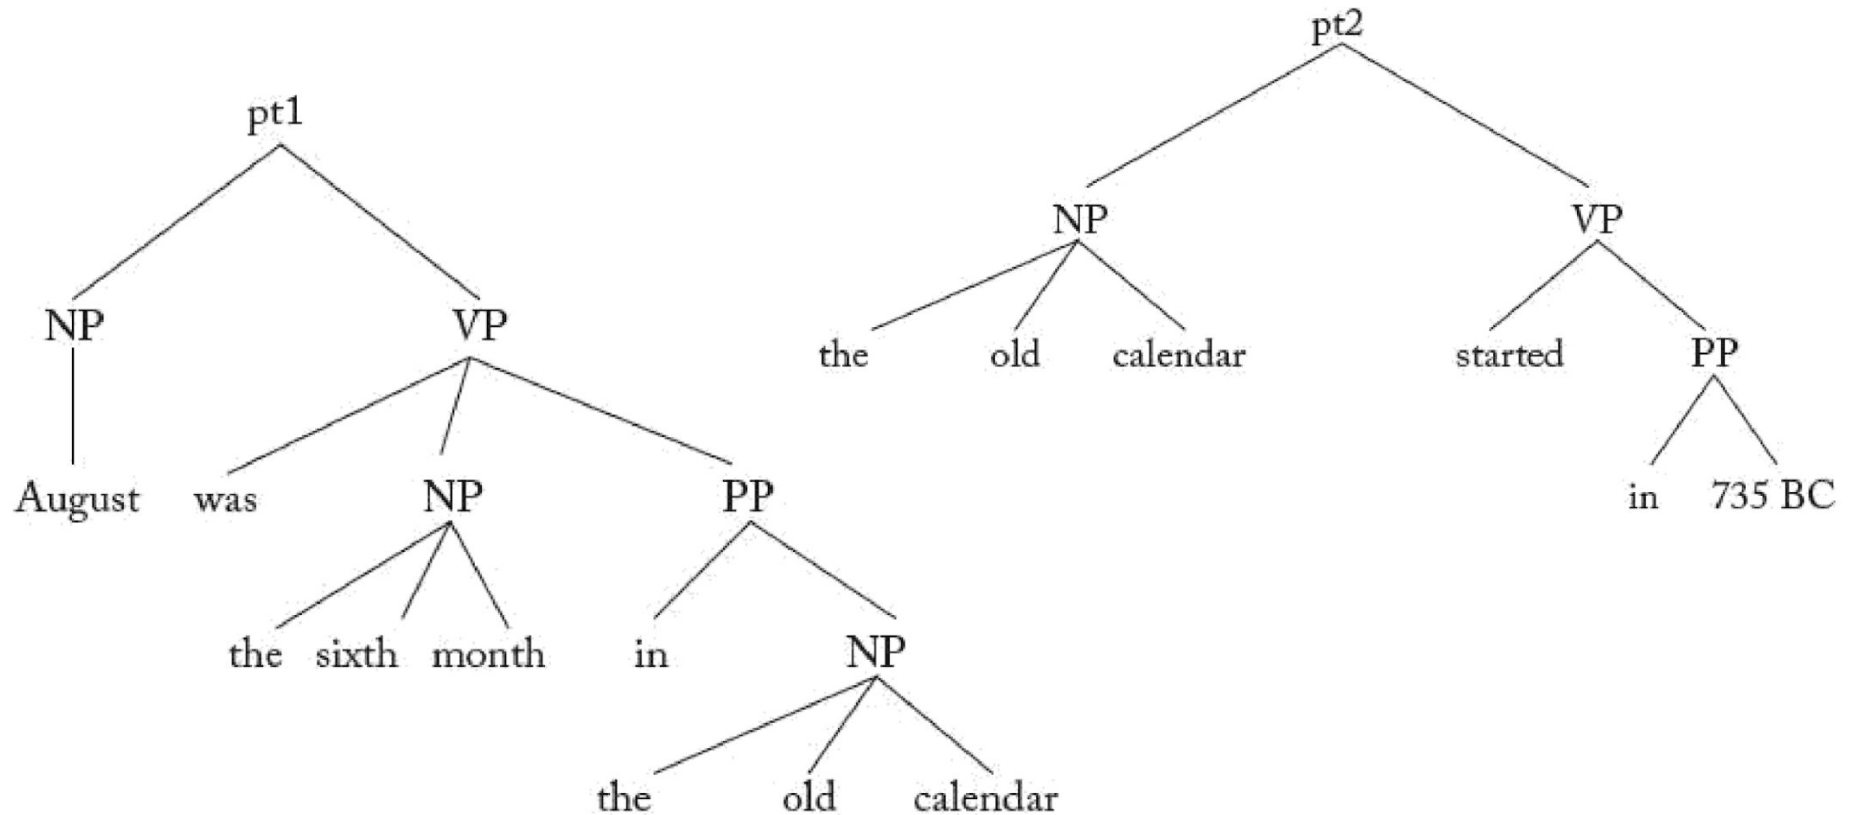 pt2
pt1
NP VP
NP VP
the old calendar started PP
August was NP PP in 735 BC
the sixth month in NP
the old calendar